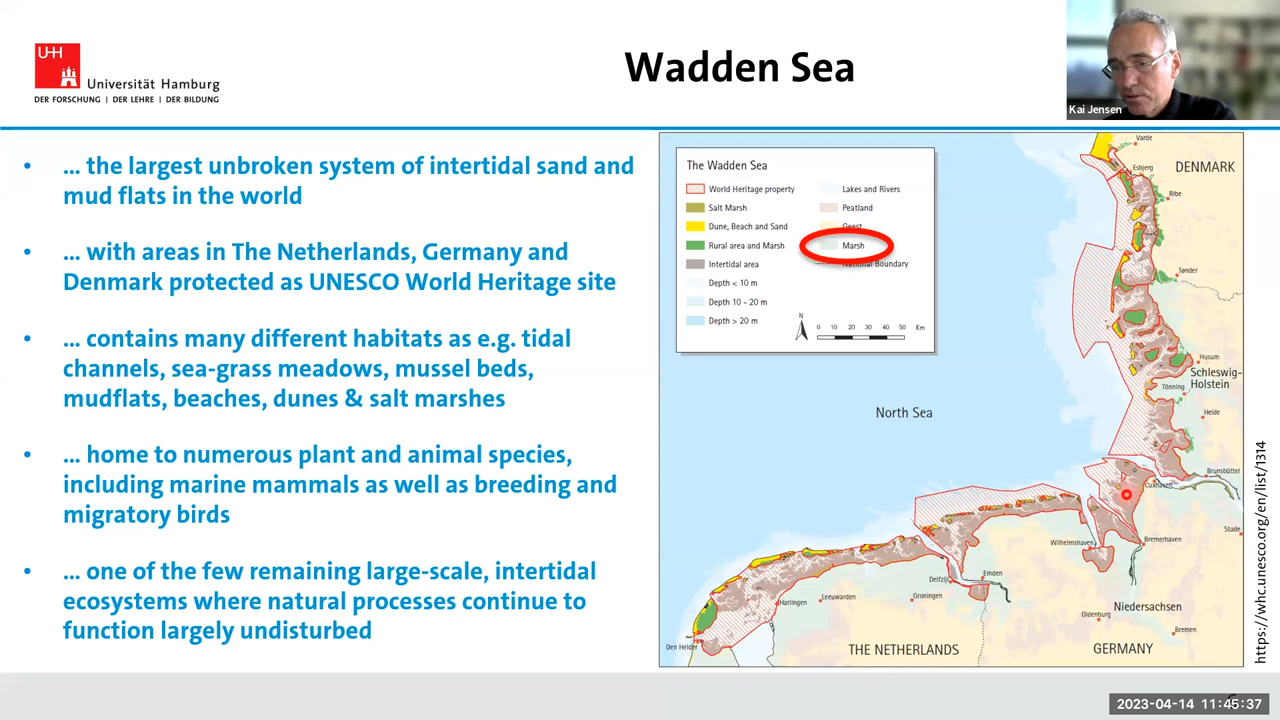 UHH
Universität Hamburg
DER FORSCHUNG | DER LEHRE | DER BILDUNG
Wadden Sea
Kai Jensen
• ... the largest unbroken system of intertidal sand and
mud flats in the world
• ... with areas in The Netherlands, Germany and
Denmark protected as UNESCO World Heritage site
• ... contains many different habitats as e.g. tidal
channels, sea-grass meadows, mussel beds,
mudflats, beaches, dunes & salt marshes
• ... home to numerous plant and animal species,
including marine mammals as well as breeding and
migratory birds
• ... one of the few remaining large-scale, intertidal
ecosystems where natural processes continue to
function largely undisturbed
The Wadden Sea
World Heritage property
Salt Marsh
Dune, Beach and Sand
Rural area and Marsh
Intertidal area
Depth < 10 m
Depth 10 - 20 m
Depth > 20 m
Lakes and Rivers
Peatland
Geest
Marsh
National Boundary
N
0 10 20 30 40 50 Km
Varde
Esbjerg
DENMARK
Ribe
Tønder
Husum
Schleswig-
Holstein
Tönning
Heide
North Sea
Brunsbüttel
Cuxhaven
Stade
Wilhelmshaven
Bremerhaven
Emden
Delfzijl
Groningen
Leeuwarden
Harlingen
Niedersachsen
Oldenburg
Bremen
Den Helder
THE NETHERLANDS
GERMANY
https://whc.unesco.org/en/list/1314
2023-04-14 11:45:37